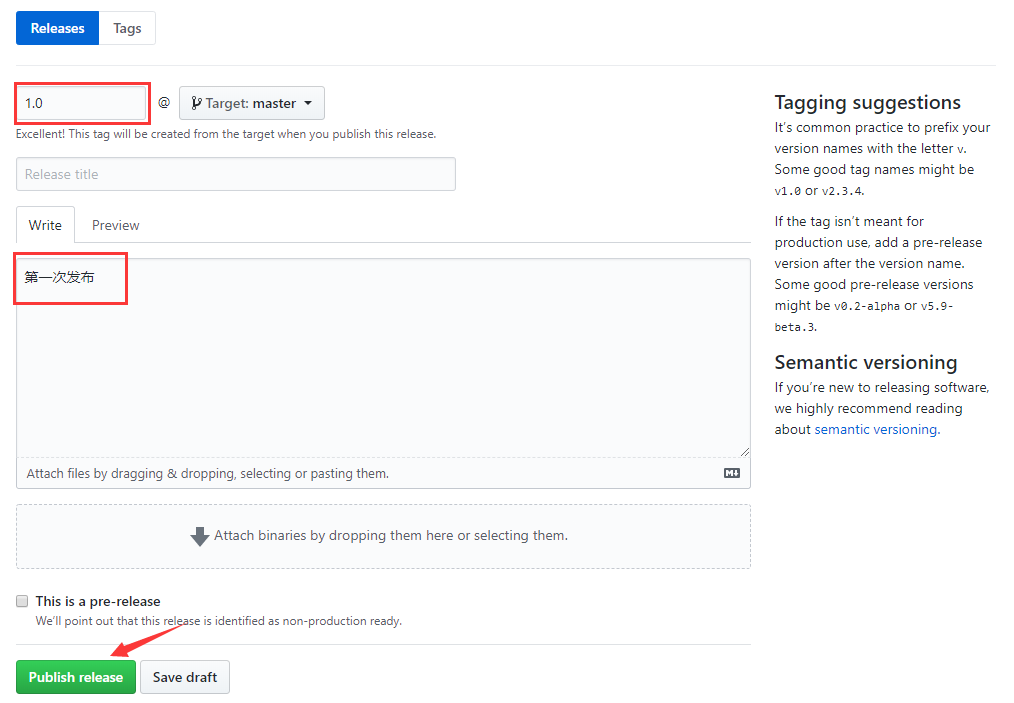 Releases Tags
1.0 @ Target: master
Excellent! This tag will be created from the target when you publish this release.
Release title
Write Preview
第一次发布
Attach files by dragging & dropping, selecting or pasting them. M↓
Attach binaries by dropping them here or selecting them.
This is a pre-release
We’ll point out that this release is identified as non-production ready.
Publish release Save draft
Tagging suggestions
It’s common practice to prefix your
version names with the letter v.
Some good tag names might be
v1.0 or v2.3.4.
If the tag isn’t meant for
production use, add a pre-release
version after the version name.
Some good pre-release versions
might be v0.2-alpha or v5.9-
beta.3.
Semantic versioning
If you’re new to releasing software,
we highly recommend reading
about semantic versioning.